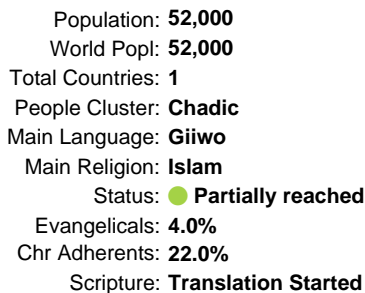 Population: 52,000
World Popl: 52,000
Total Countries: 1
People Cluster: Chadic
Main Language: Giiwo
Main Religion: Islam
Status: Partially reached
Evangelicals: 4.0%
Chr Adherents: 22.0%
Scripture: Translation Started